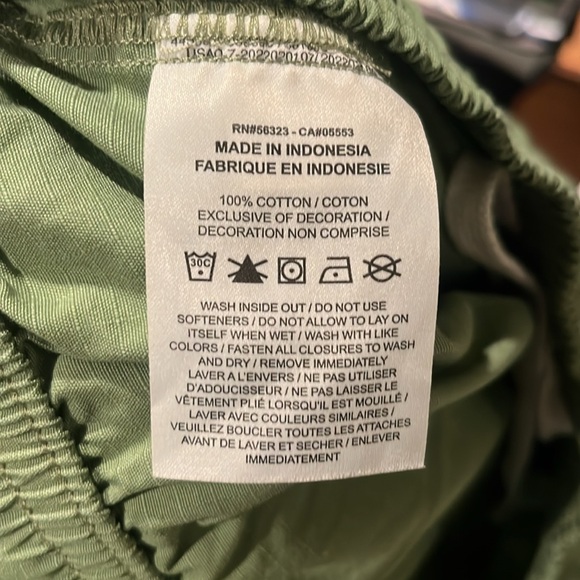 USAO 7-2022020107/
RN#56323 - CA#05553
MADE IN INDONESIA
FABRIQUE EN INDONESIE
100% COTTON / COTON
EXCLUSIVE OF DECORATION /
DECORATION NON COMPRISE
30C
WASH INSIDE OUT / DO NOT USE
SOFTENERS / DO NOT ALLOW TO LAY ON
ITSELF WHEN WET / WASH WITH LIKE
COLORS / FASTEN ALL CLOSURES TO WASH
AND DRY / REMOVE IMMEDIATELY
LAVER A L'ENVERS / NE PAS UTILISER
D'ADOUCISSEUR / NE PAS LAISSER LE
VÊTEMENT PLIÉ LORSQU'IL EST MOUILLÉ /
LAVER AVEC COULEURS SIMILAIRES /
VEUILLEZ BOUCLER TOUTES LES ATTACHES
AVANT DE LAVER ET SECHER / ENLEVER
IMMEDIATEMENT